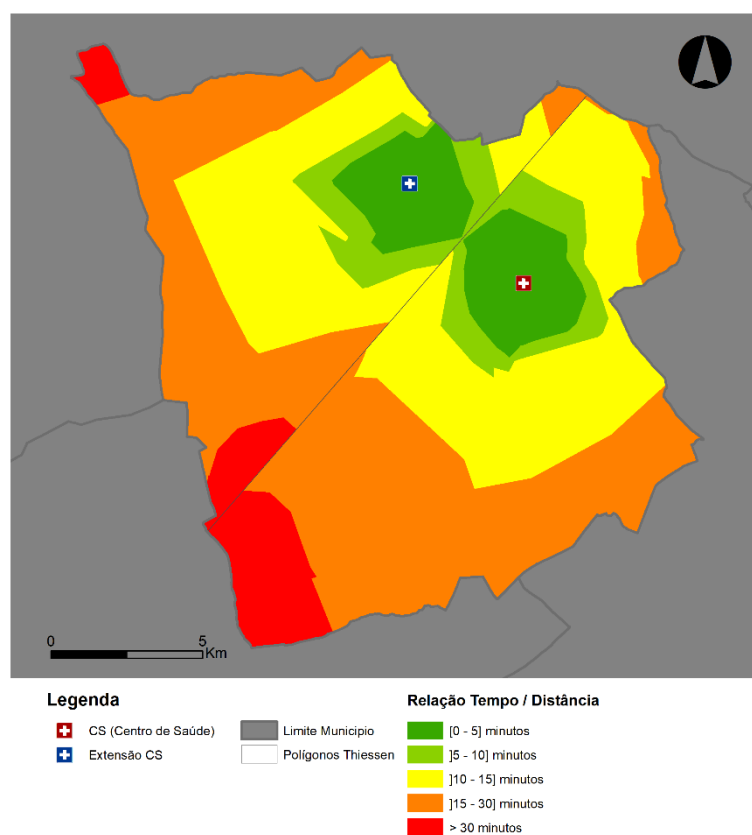 0 5
Km
Legenda
CS (Centro de Saúde)
Extensão CS
Limite Municipio
Polígonos Thiessen
Relação Tempo / Distância
[0 - 5] minutos
]5 - 10] minutos
]10 - 15] minutos
]15 - 30] minutos
> 30 minutos